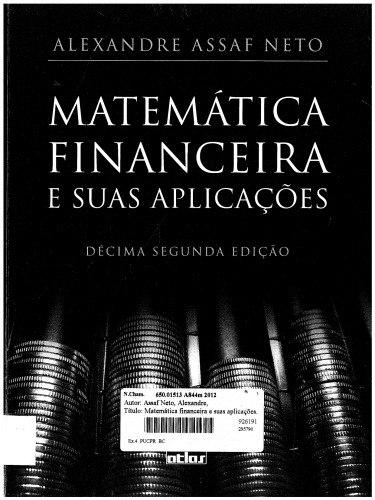 ALEXANDRE ASSAF NETO
MATEMÁTICA
FINANCEIRA
E SUAS APLICAÇÕES
DÉCIMA SEGUNDA EDIÇÃO
N.Cham. 650.01513 A844m 2012
Autor: Assaf Neto, Alexandre,
Título: Matemática financeira e suas aplicações.
926191
295790
Ex.4 PUCPR BC
atlas